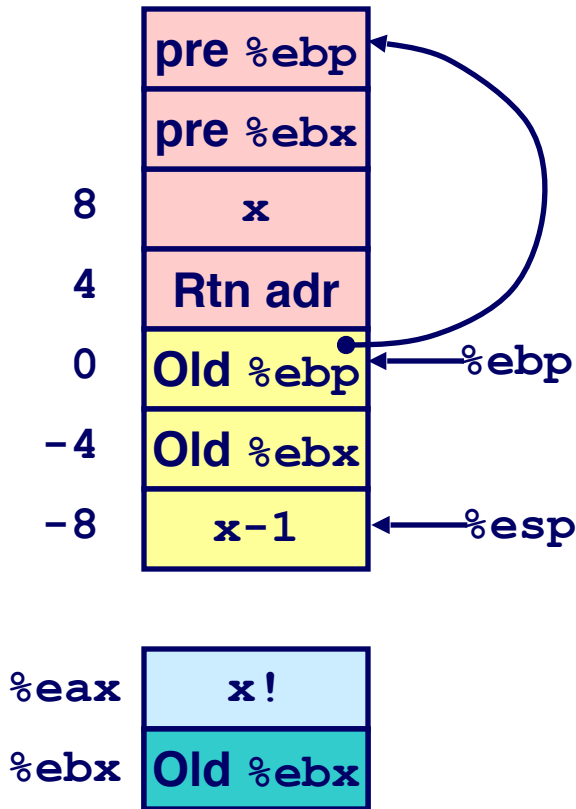 pre %ebp
pre %ebx
8 x
4 Rtn adr
0 Old %ebp %ebp
-4 Old %ebx
-8 x-1 %esp
%eax x!
%ebx Old %ebx